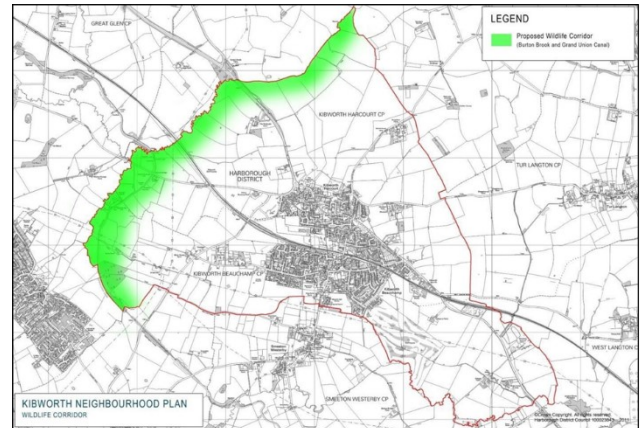 GREAT GLEN CP
LEGEND
Proposed Wildlife Corridor
(Burton Brook and Grand Union Canal)
KIBWORTH HARCOURT CP
TUR LANGTON CP
HARBOROUGH
DISTRICT
KIBWORTH BEAUCHAMP CP
WEST LANGTON C
SMEETON WESTERBY CP
KIBWORTH NEIGHBOURHOOD PLAN
WILDLIFE CORRIDOR